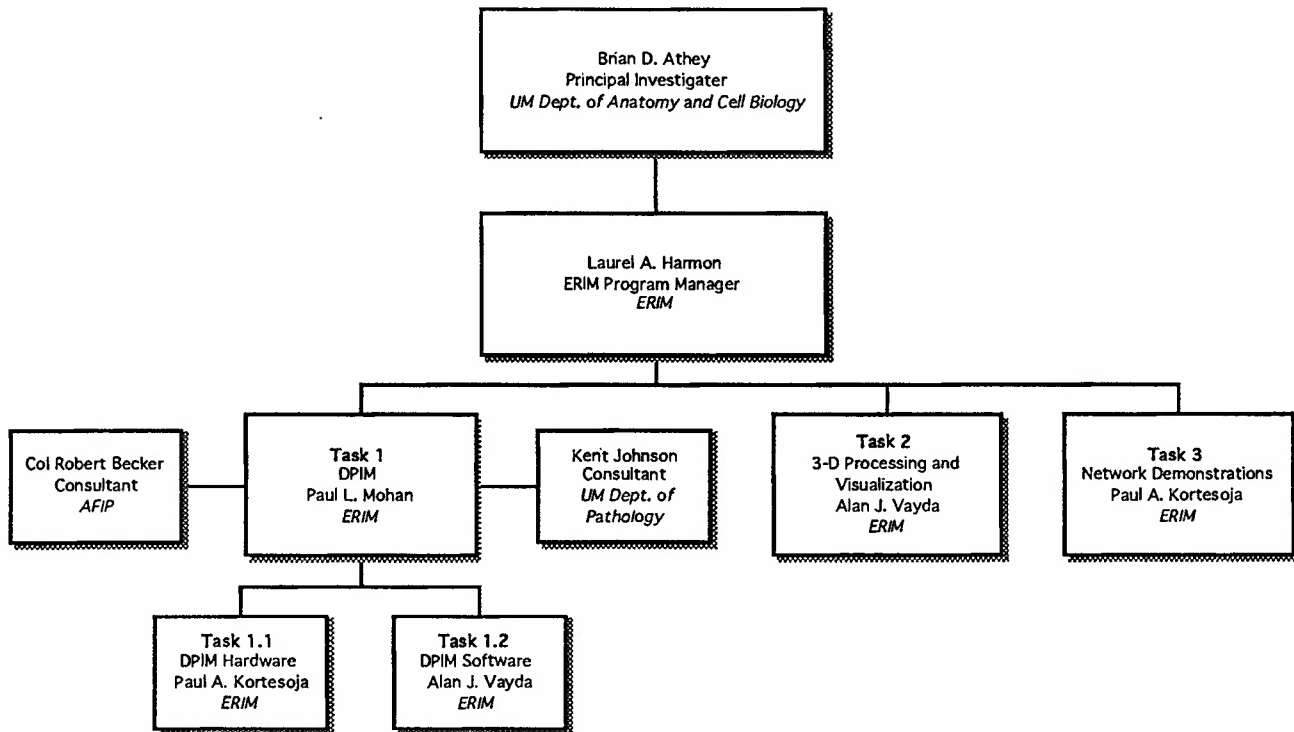 Brian D. Athey
Principal Investigater
UM Dept. of Anatomy and Cell Biology
Laurel A. Harmon
ERIM Program Manager
ERIM
Col Robert Becker
Consultant
AFIP
Task 1
DPIM
Paul L. Mohan
ERIM
Kent Johnson
Consultant
UM Dept. of
Pathology
Task 2
3-D Processing and
Visualization
Alan J. Vayda
ERIM
Task 3
Network Demonstrations
Paul A. Kortesoja
ERIM
Task 1.1
DPIM Hardware
Paul A. Kortesoja
ERIM
Task 1.2
DPIM Software
Alan J. Vayda
ERIM